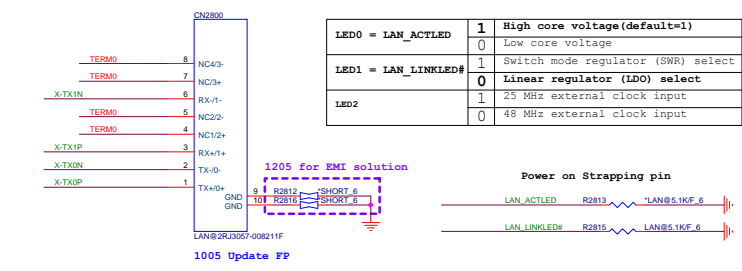 CN2800
TERM0 8 NC4/3-
TERM0 7 NC/3+
X-TX1N 6 RX-/1-
TERM0 5 NC2/2-
TERM0 4 NC1/2+
X-TX1P 3 RX+/1+
X-TX0N 2 TX-/0-
X-TX0P 1 TX+/0+
GND 9 R2812 *SHORT_6
GND 10 R2816 *SHORT_6
LAN@2RJ3057-008211F
1005 Update FP
1205 for EMI solution
LED0 = LAN_ACTLED 1 High core voltage(default=1)
0 Low core voltage
LED1 = LAN_LINKLED# 1 Switch mode regulator (SWR) select
0 Linear regulator (LDO) select
LED2 1 25 MHz external clock input
0 48 MHz external clock input
Power on Strapping pin
LAN_ACTLED R2813 *LAN@5.1K/F_6
LAN_LINKLED# R2815 LAN@5.1K/F_6